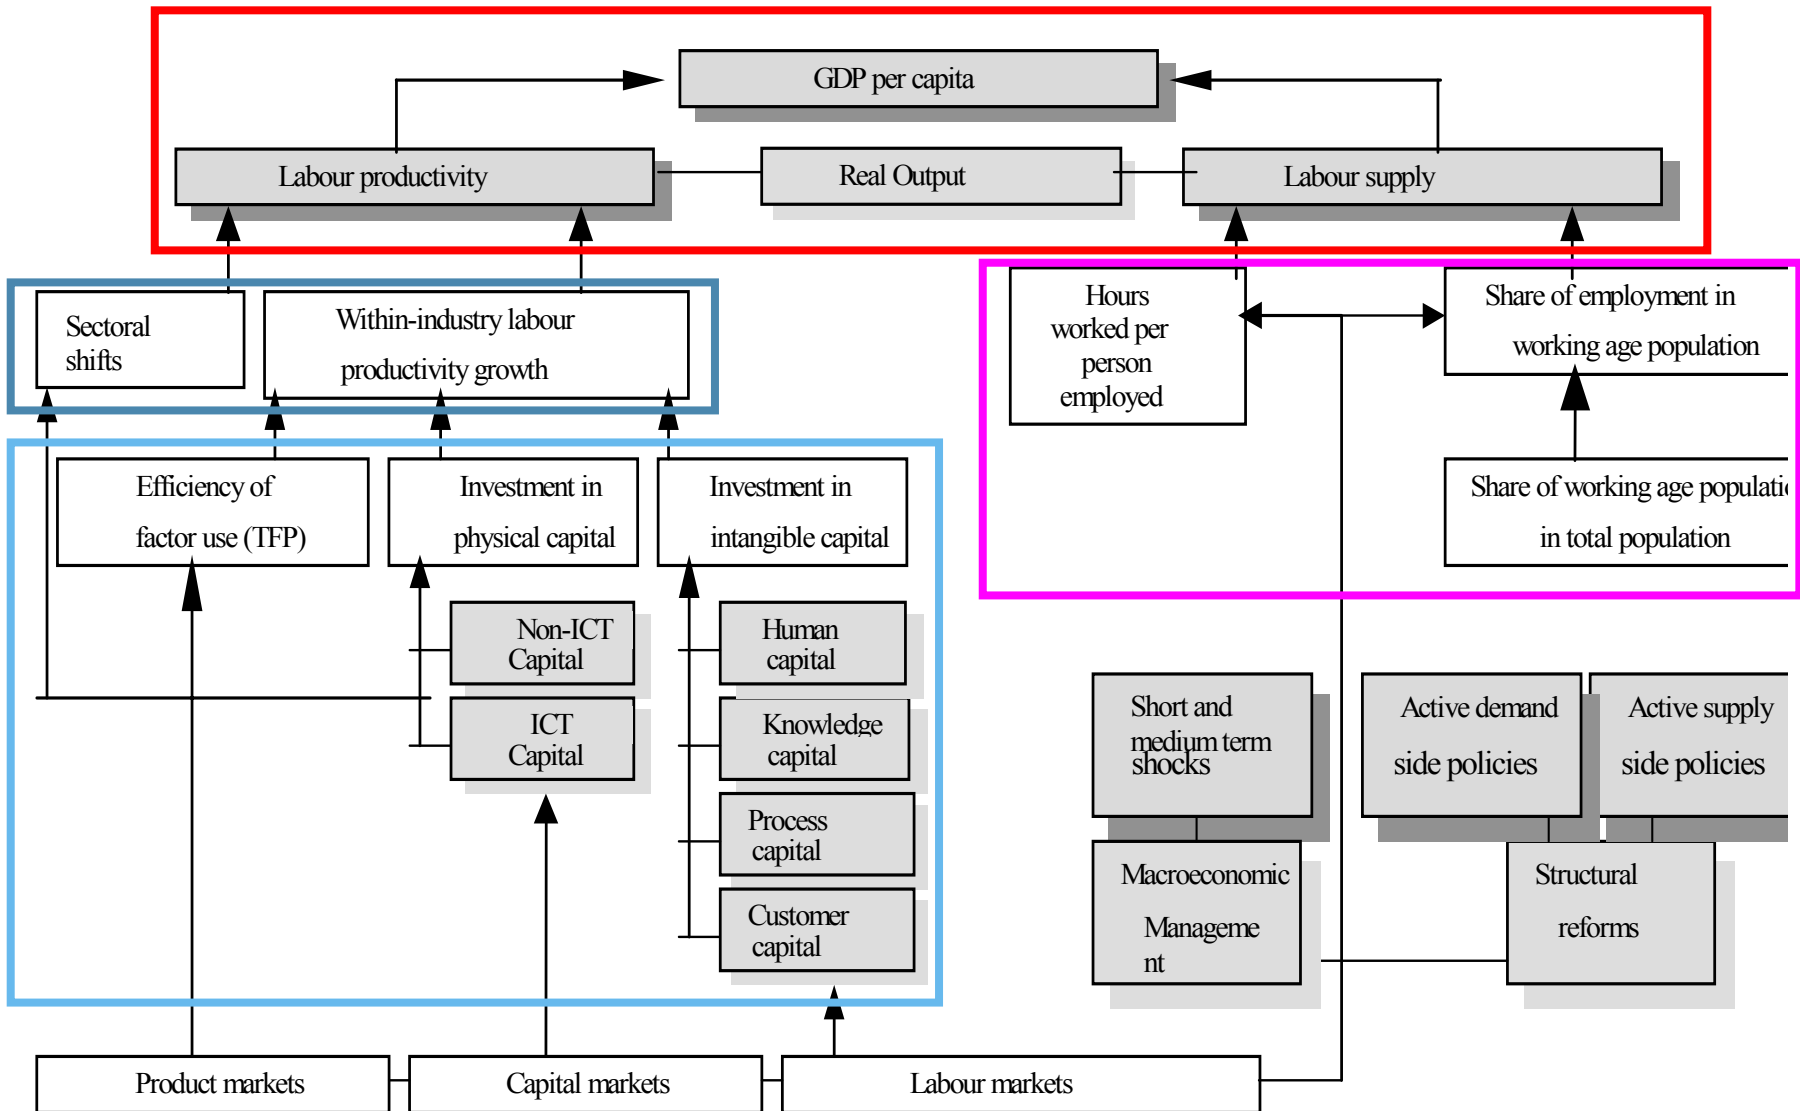 GDP per capita
Labour productivity
Real Output
Labour supply
Sectoral
shifts
Within-industry labour
productivity growth
Hours
worked per
person
employed
Share of employment in
working age population
Efficiency of
factor use (TFP)
Investment in
physical capital
Investment in
intangible capital
Share of working age populatio
in total population
Non-ICT
Capital
ICT
Capital
Human
capital
Knowledge
capital
Process
capital
Customer
capital
Short and
medium term
shocks
Active demand
side policies
Active supply
side policies
Macroeconomic
Manageme
nt
Structural
reforms
Product markets
Capital markets
Labour markets